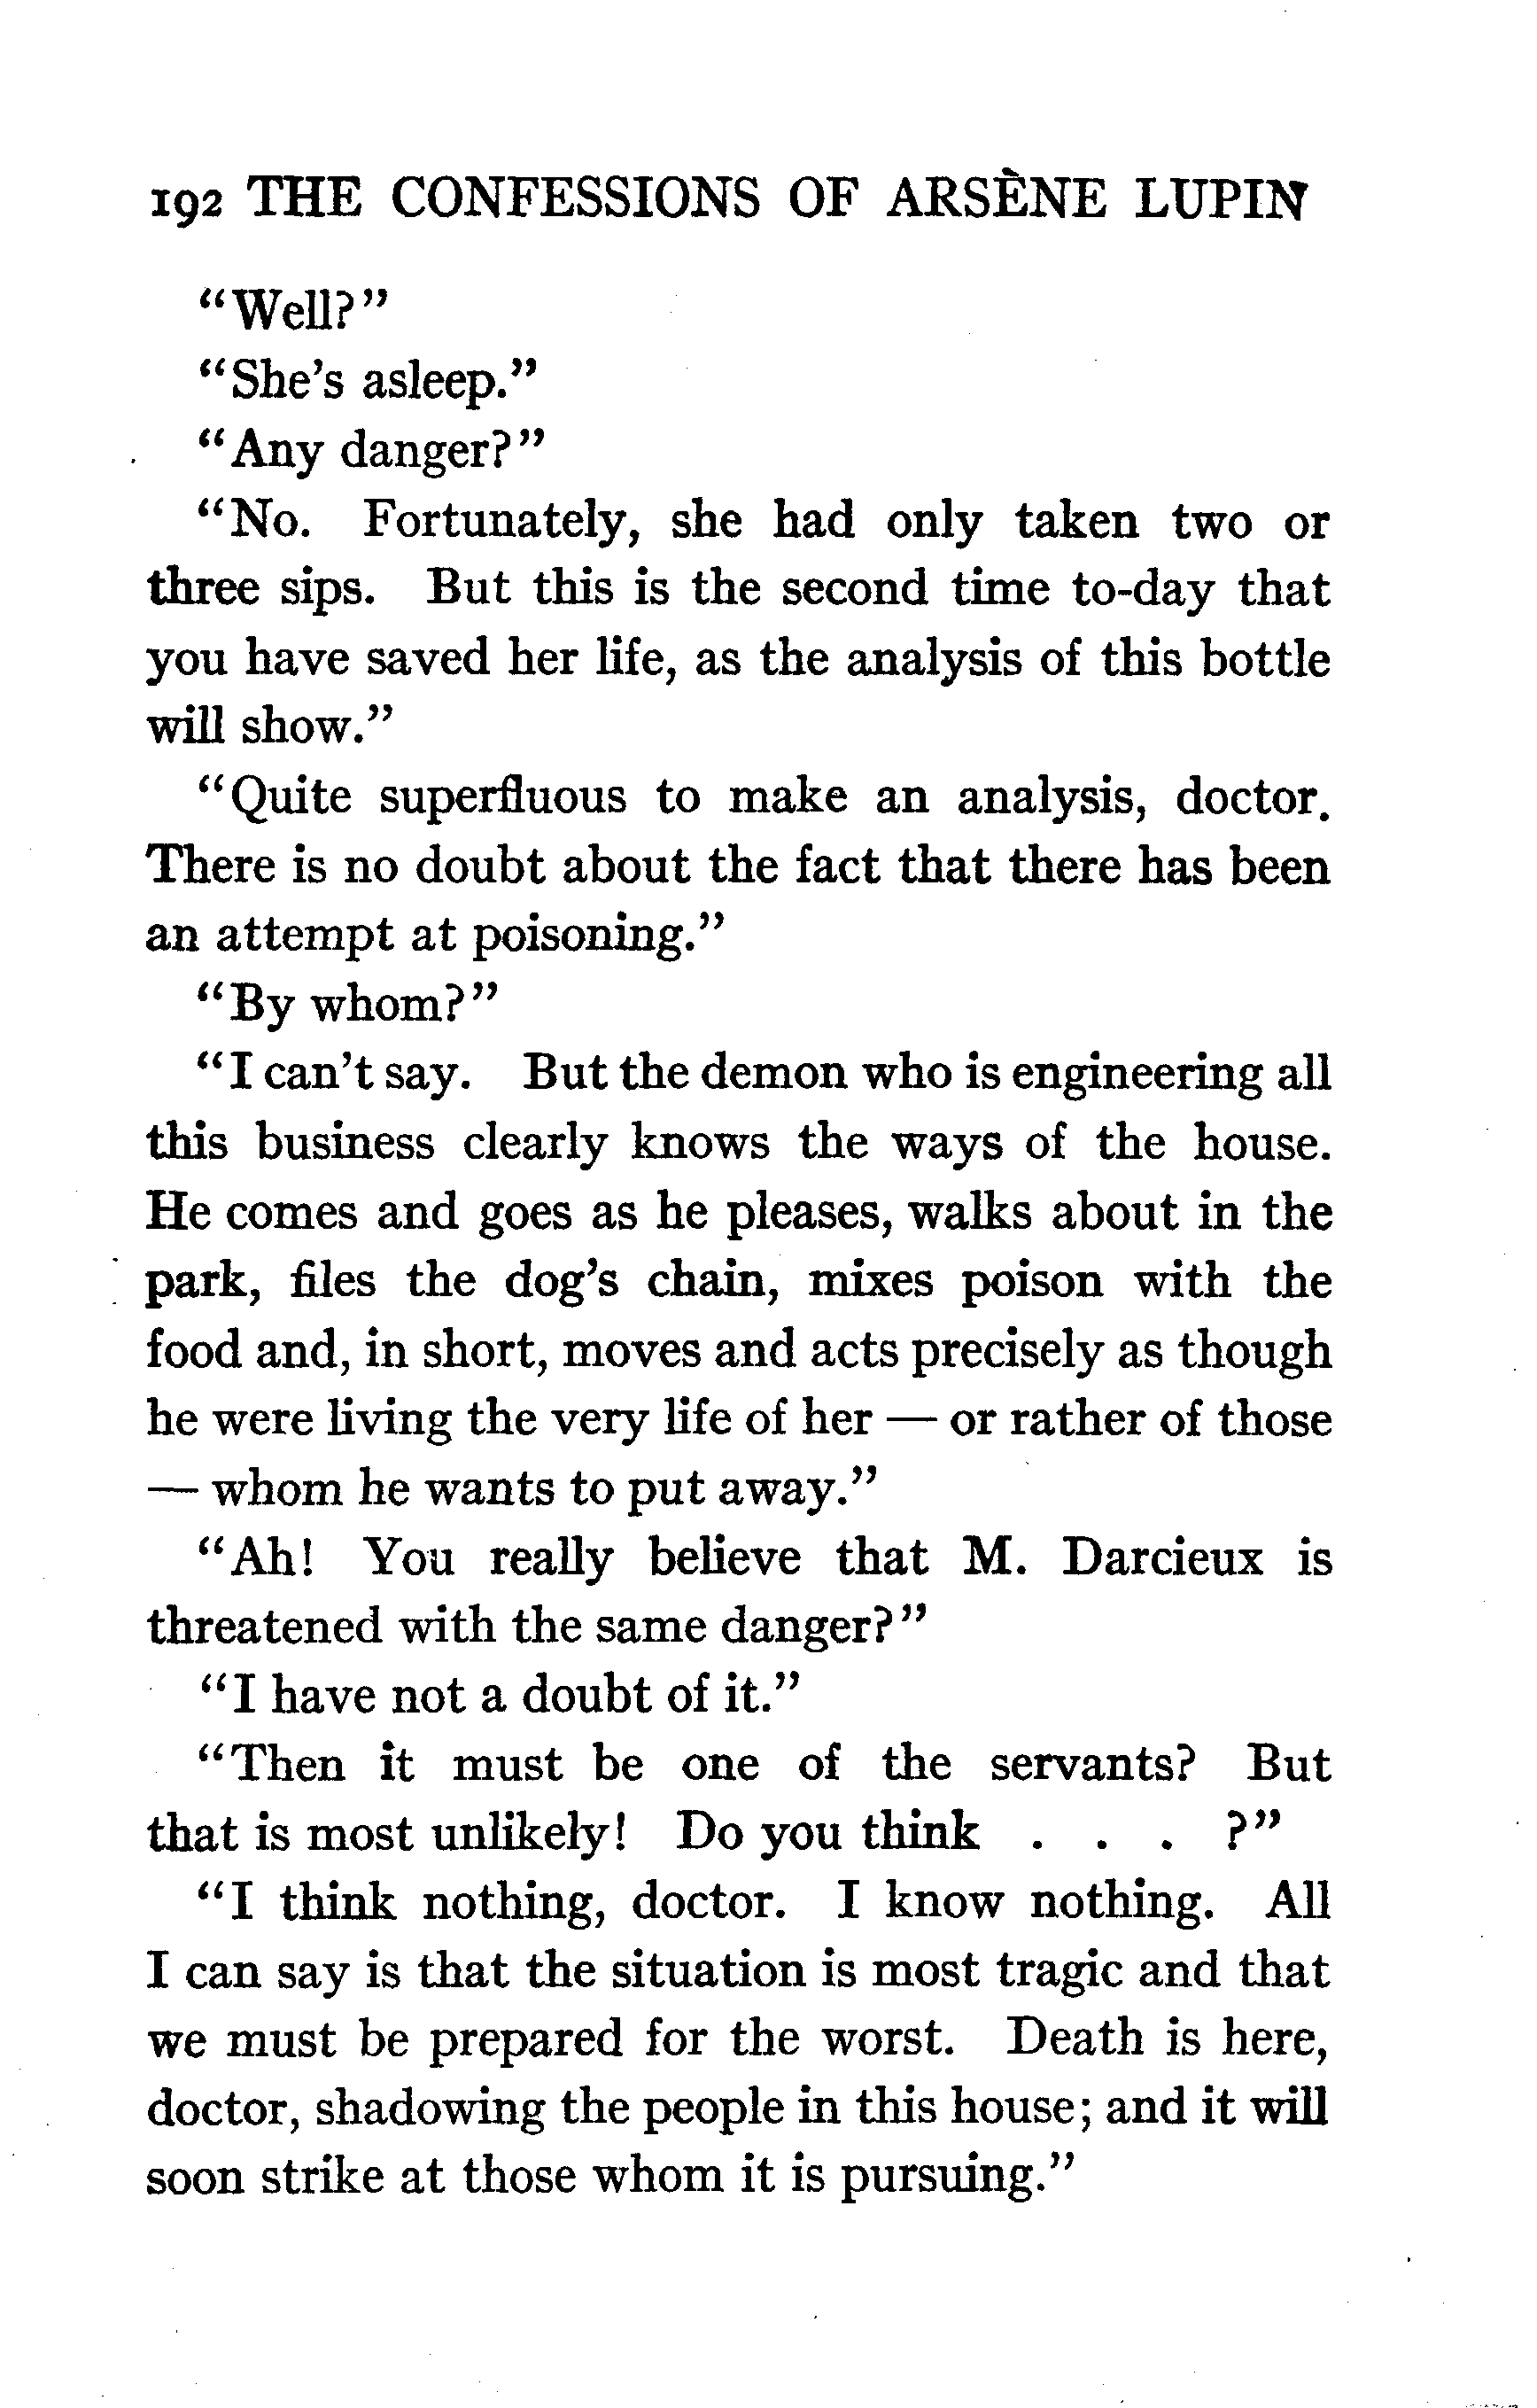 192 THE CONFESSIONS OF ARSÈNE LUPIN
“Well?”
“She's asleep.”
“Any danger?”
“No. Fortunately, she had only taken two or
three sips. But this is the second time to-day that
you have saved her life, as the analysis of this bottle
will show.”
“Quite superfluous to make an analysis, doctor.
There is no doubt about the fact that there has been
an attempt at poisoning.”
“By whom?”
“I can't say. But the demon who is engineering all
this business clearly knows the ways of the house.
He comes and goes as he pleases, walks about in the
park, files the dog's chain, mixes poison with the
food and, in short, moves and acts precisely as though
he were living the very life of her — or rather of those
— whom he wants to put away.”
“Ah! You really believe that M. Darcieux is
threatened with the same danger?”
“I have not a doubt of it.”
“Then it must be one of the servants? But
that is most unlikely! Do you think . . . ?”
“I think nothing, doctor. I know nothing. All
I can say is that the situation is most tragic and that
we must be prepared for the worst. Death is here,
doctor, shadowing the people in this house; and it will
soon strike at those whom it is pursuing.”